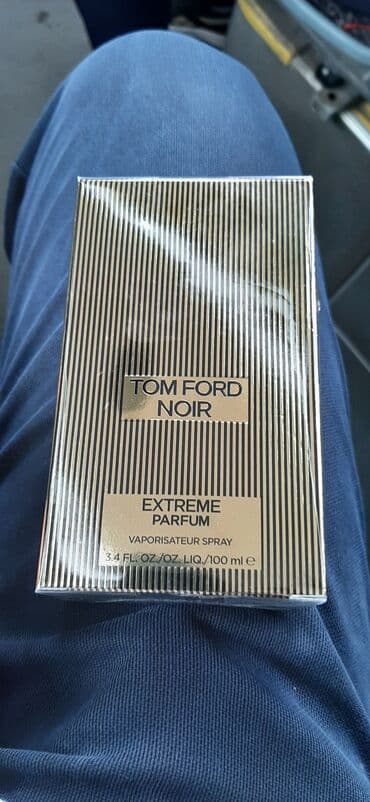 TOM FORD
NOIR
EXTREME
PARFUM
VAPORISATEUR SPRAY
3.4 FL. OZ./OZ. LIQ./100 ml ℮